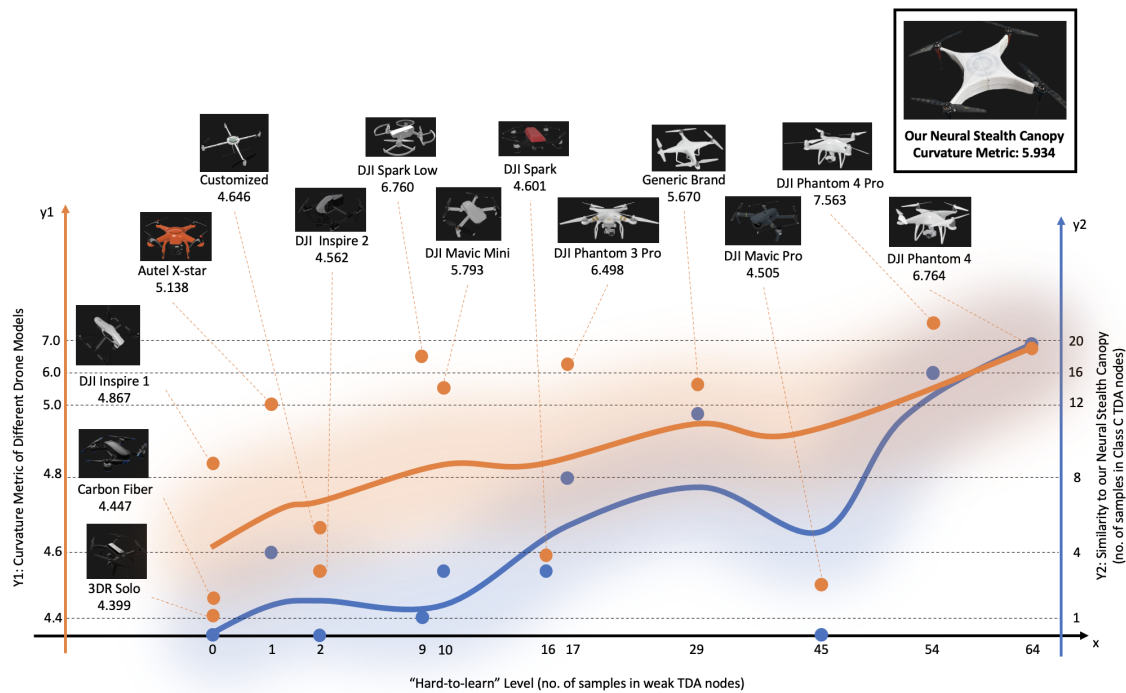 Our Neural Stealth Canopy
Curvature Metric: 5.934
Customized
4.646
DJI Spark Low
6.760
DJI Spark
4.601
Generic Brand
5.670
DJI Phantom 4 Pro
7.563
y1
y2
Autel X-star
5.138
DJI  Inspire 2
4.562
DJI Mavic Mini
5.793
DJI Phantom 3 Pro
6.498
DJI Mavic Pro
4.505
DJI Phantom 4
6.764
DJI Inspire 1
4.867
Carbon Fiber
4.447
3DR Solo
4.399
Y1: Curvature Metric of Different Drone Models
7.0
6.0
5.0
4.8
4.6
4.4
20
16
12
8
4
1
Y2: Similarity to our Neural Stealth Canopy
(no. of samples in Class C TDA nodes)
0 1 2 9 10 16 17 29 45 54 64
x
“Hard-to-learn” Level (no. of samples in weak TDA nodes)